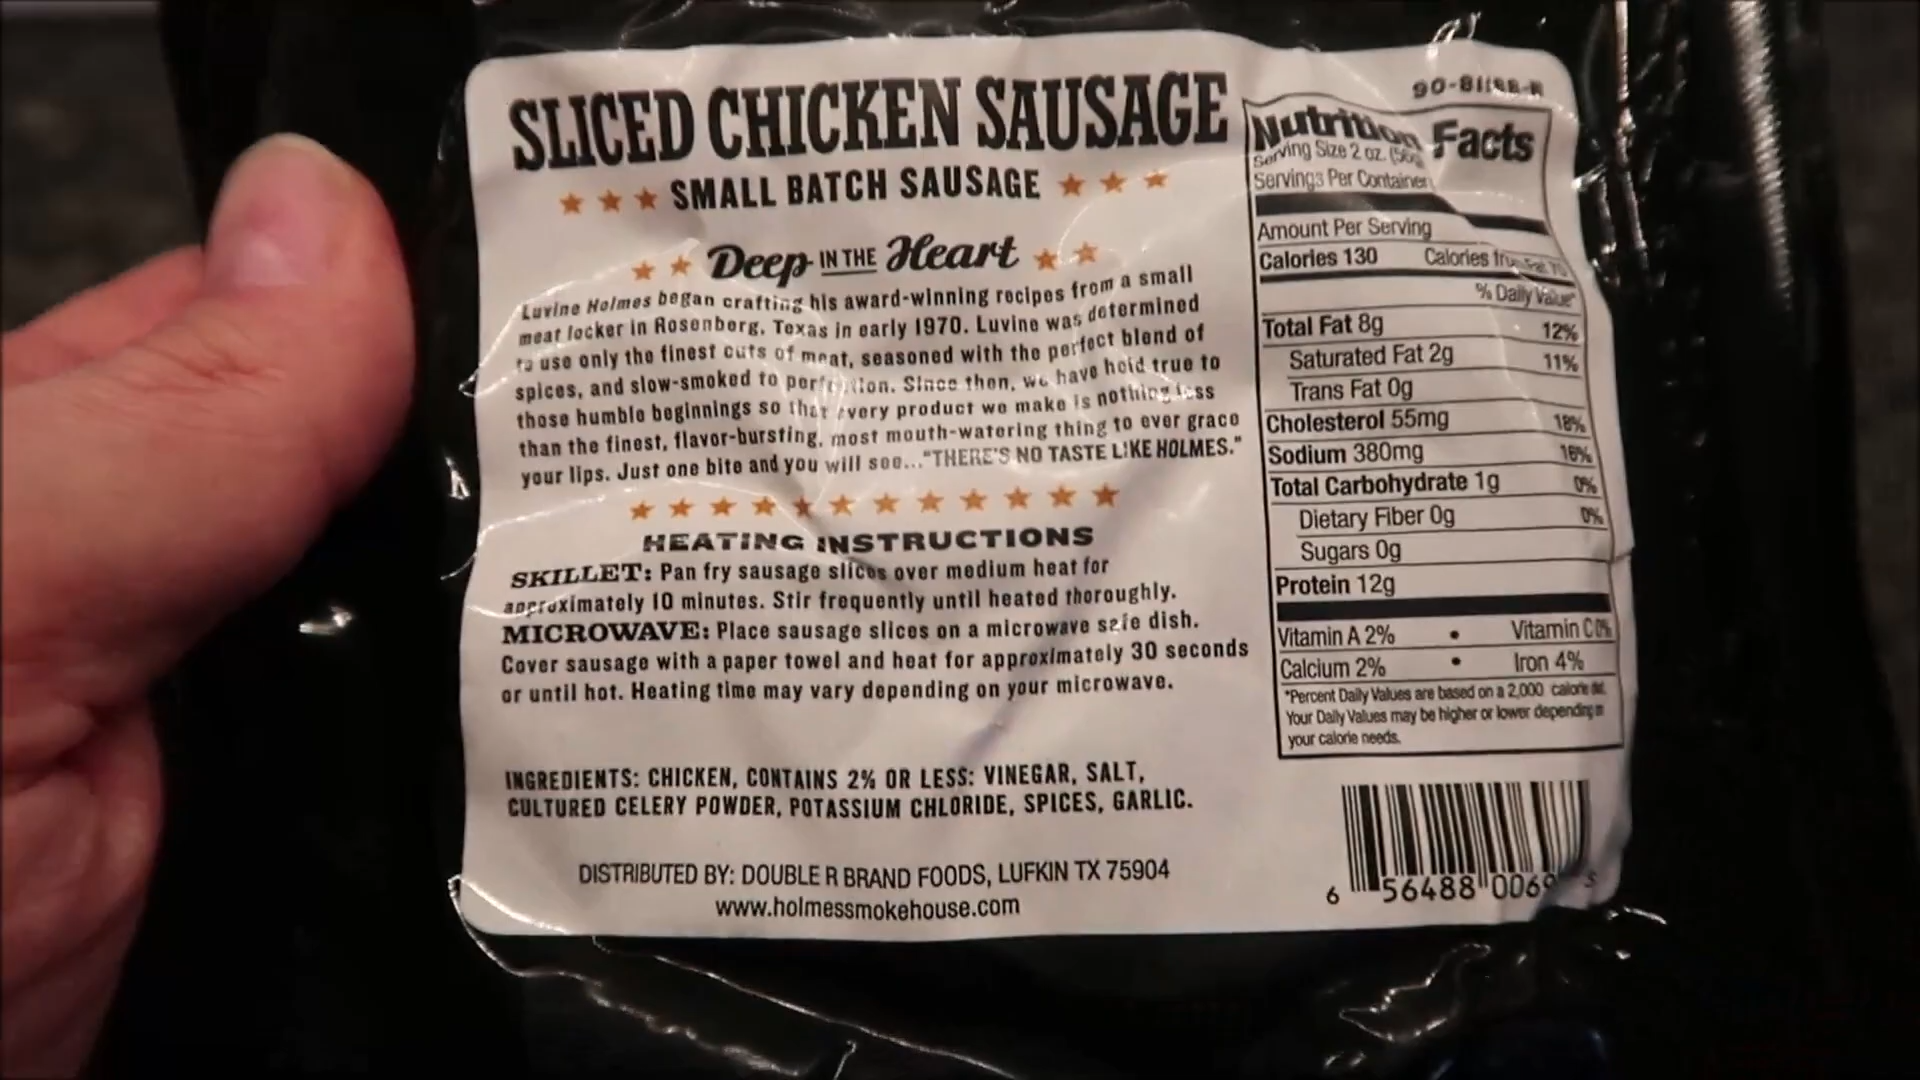 SLICED CHICKEN SAUSAGE
SMALL BATCH SAUSAGE
Deep IN THE Heart
Luvine Holmes began crafting his award-winning recipes from a small
meat locker in Rosenberg, Texas in early 1970. Luvine was determined
to use only the finest cuts of meat, seasoned with the perfect blend of
spices, and slow-smoked to perfection. Since then, we have held true to
those humble beginnings so that every product we make is nothing less
than the finest, flavor-bursting, most mouth-watering thing to ever grace
your lips. Just one bite and you will see..."THERE'S NO TASTE LIKE HOLMES."
HEATING INSTRUCTIONS
SKILLET: Pan fry sausage slices over medium heat for
approximately 10 minutes. Stir frequently until heated thoroughly.
MICROWAVE: Place sausage slices on a microwave safe dish.
Cover sausage with a paper towel and heat for approximately 30 seconds
or until hot. Heating time may vary depending on your microwave.
INGREDIENTS: CHICKEN, CONTAINS 2% OR LESS: VINEGAR, SALT,
CULTURED CELERY POWDER, POTASSIUM CHLORIDE, SPICES, GARLIC.
DISTRIBUTED BY: DOUBLE R BRAND FOODS, LUFKIN TX 75904
www.holmessmokehouse.com
Nutrition Facts
Serving Size 2 oz.
Servings Per Container
Amount Per Serving
Calories 130 Calories from Fat 70
% Daily Value*
Total Fat 8g 12%
Saturated Fat 2g 11%
Trans Fat 0g
Cholesterol 55mg 18%
Sodium 380mg 16%
Total Carbohydrate 1g 0%
Dietary Fiber 0g 0%
Sugars 0g
Protein 12g
Vitamin A 2% • Vitamin C 0%
Calcium 2% • Iron 4%
*Percent Daily Values are based on a 2,000 calorie diet.
Your Daily Values may be higher or lower depending on
your calorie needs.
6 56488 006